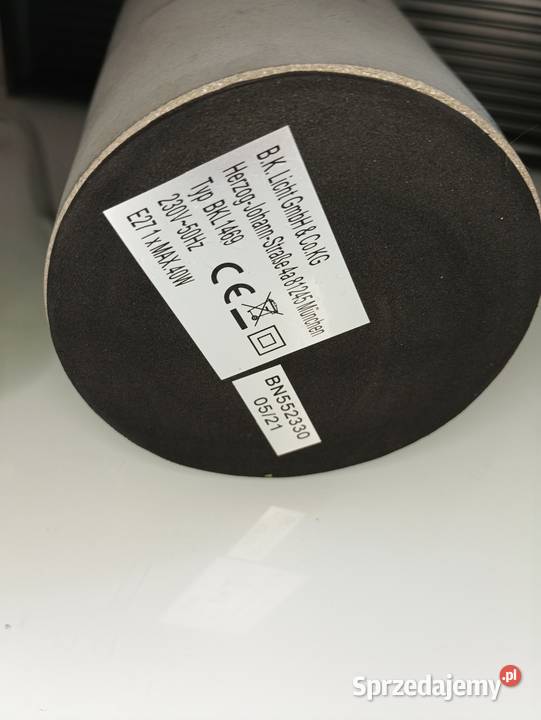 B.K. Licht GmbH & Co.KG
Herzog-Johann-Straße 4a 81245 München
Typ BKL1469
230V~50Hz
E27 1 x MAX.40W
CE
BN552330
05/21
Sprzedajemy.pl